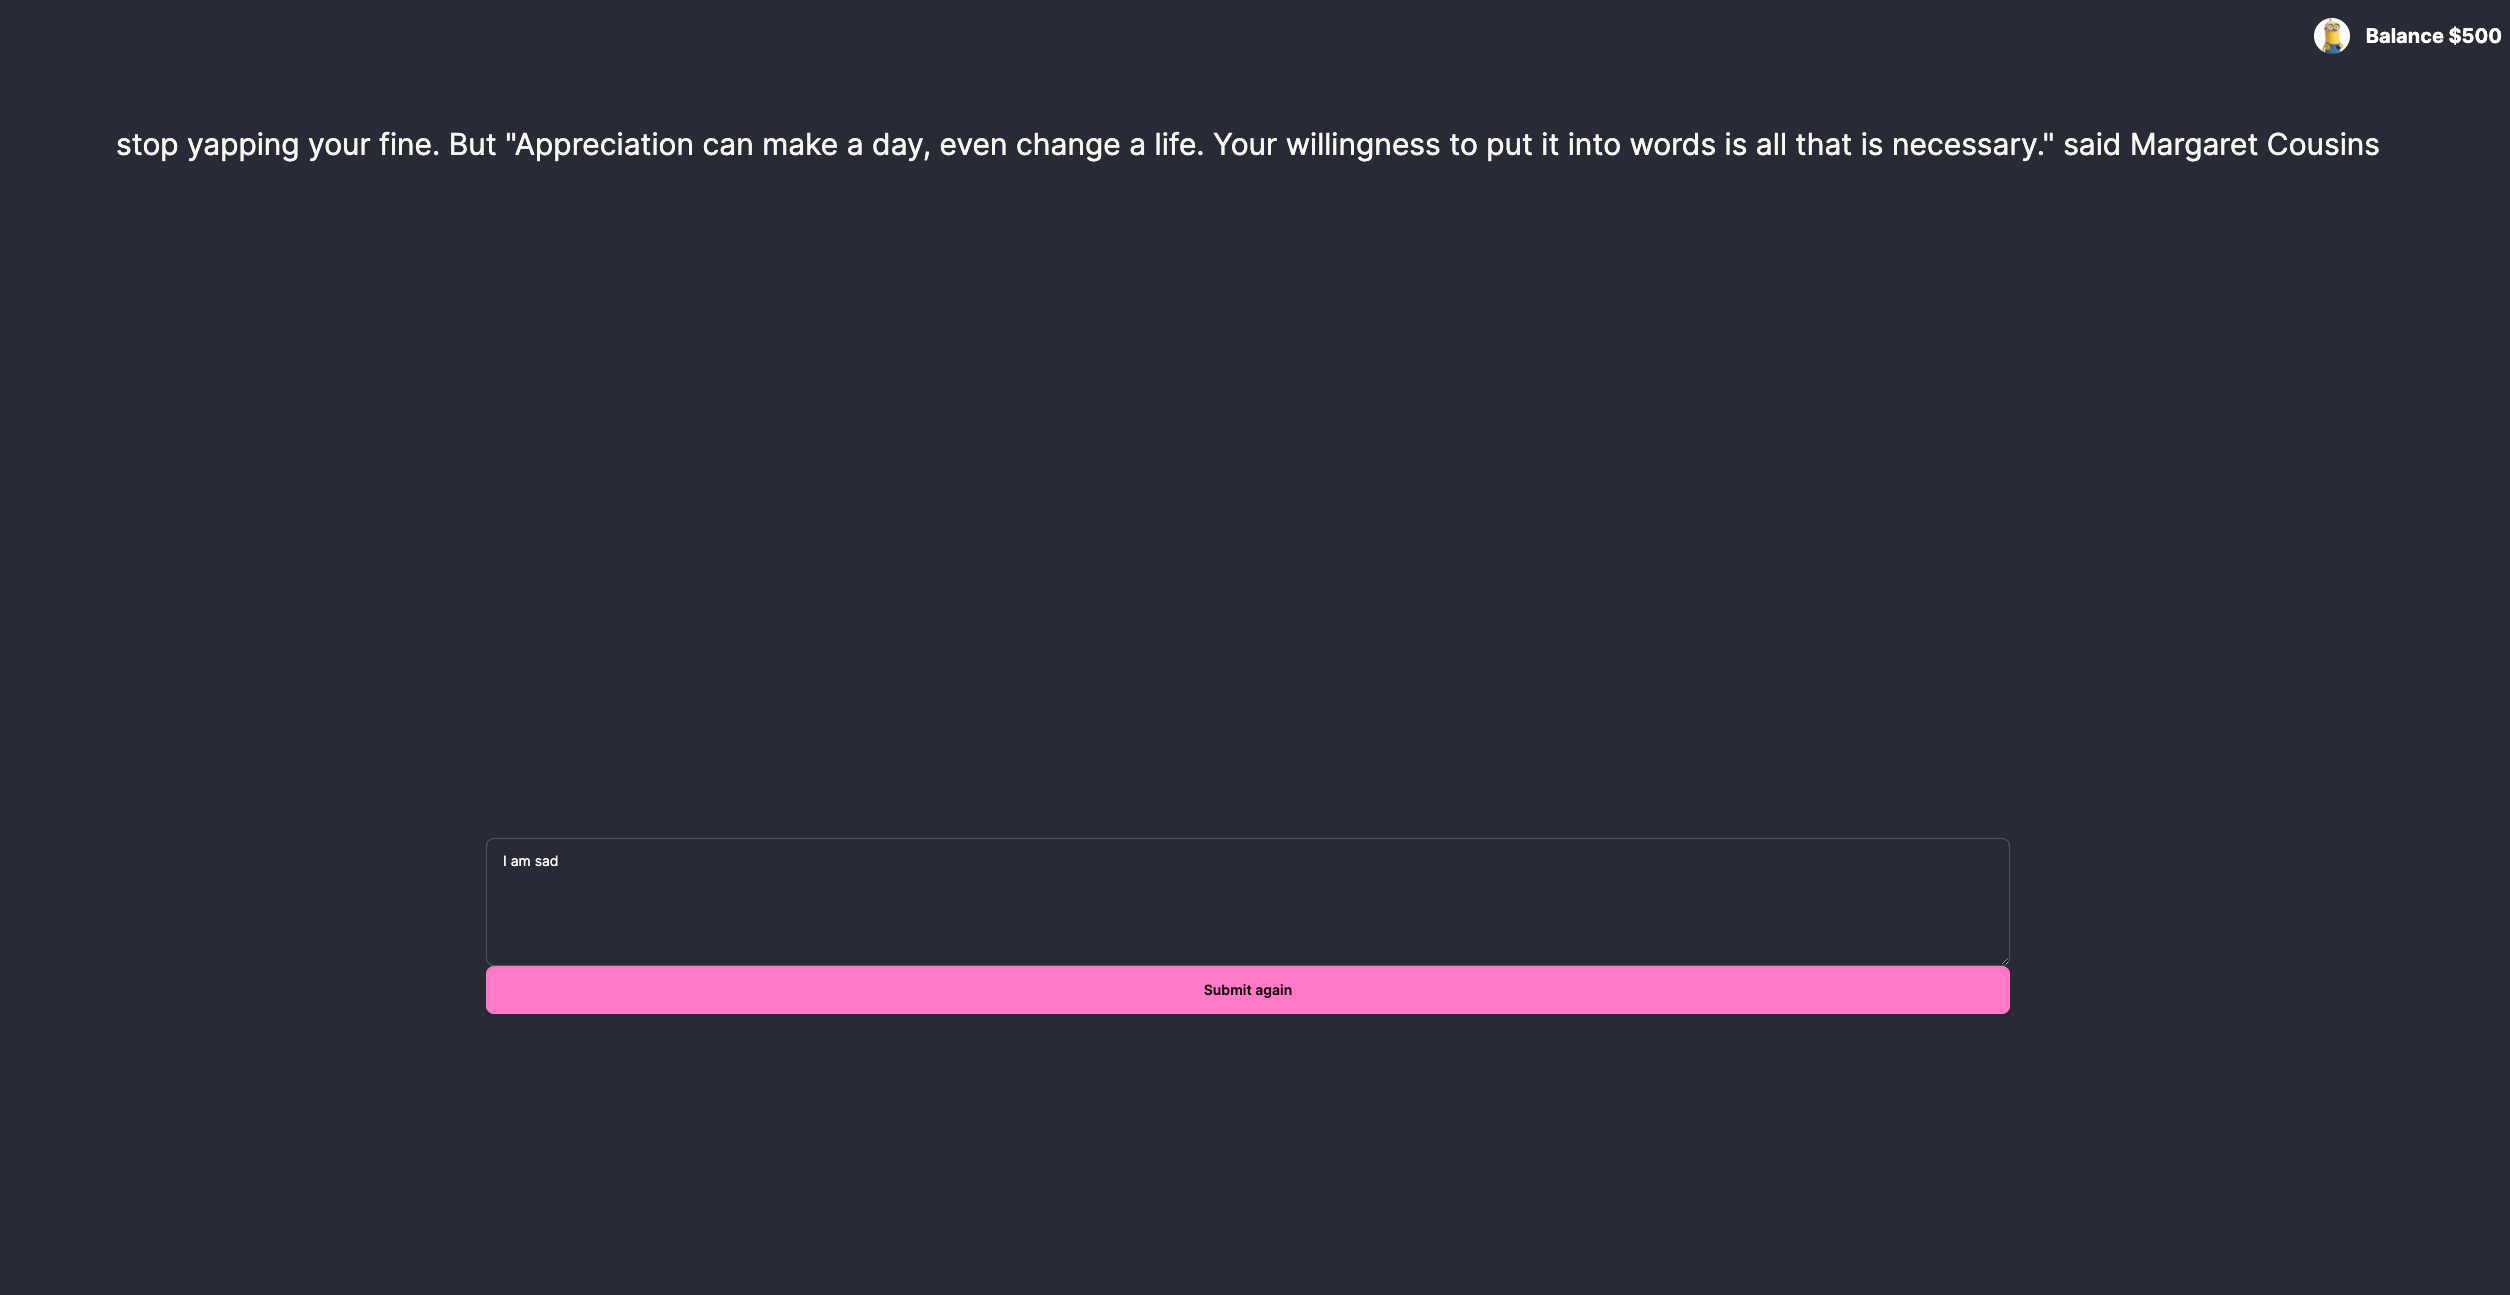 Balance $500
stop yapping your fine. But "Appreciation can make a day, even change a life. Your willingness to put it into words is all that is necessary." said Margaret Cousins
I am sad
Submit again